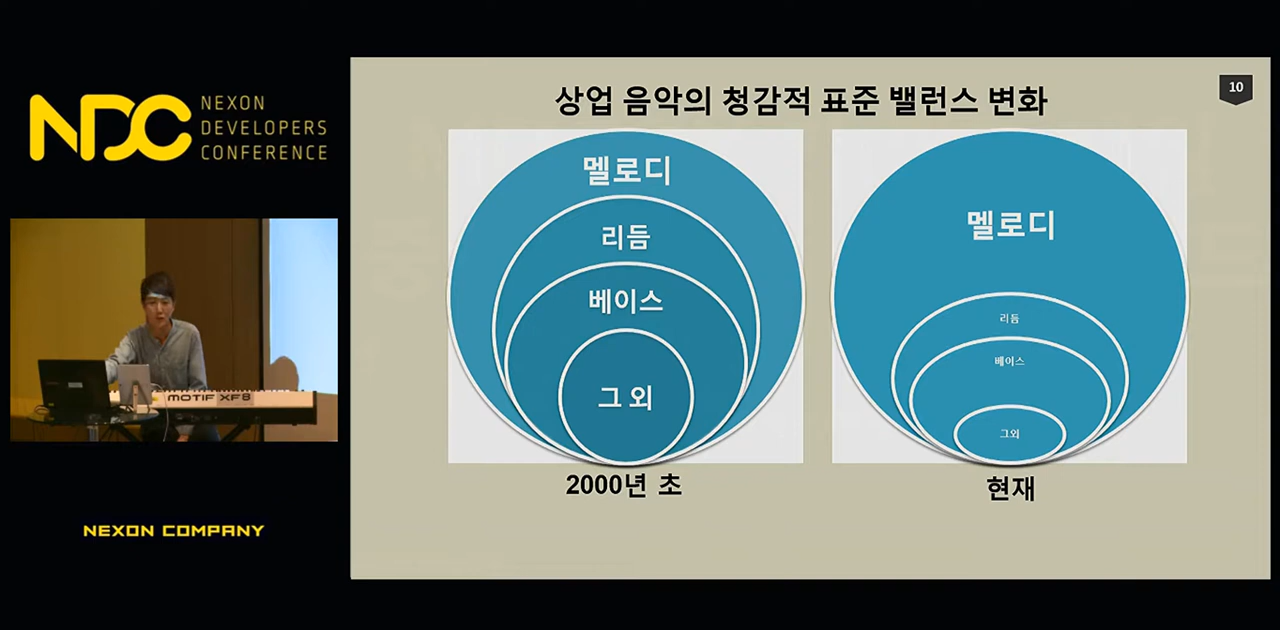 NDC
NEXON
DEVELOPERS
CONFERENCE
MOTIF XF8
NEXON COMPANY
10
상업 음악의 청감적 표준 밸런스 변화
멜로디
리듬
베이스
그 외
2000년 초
멜로디
리듬
베이스
그외
현재